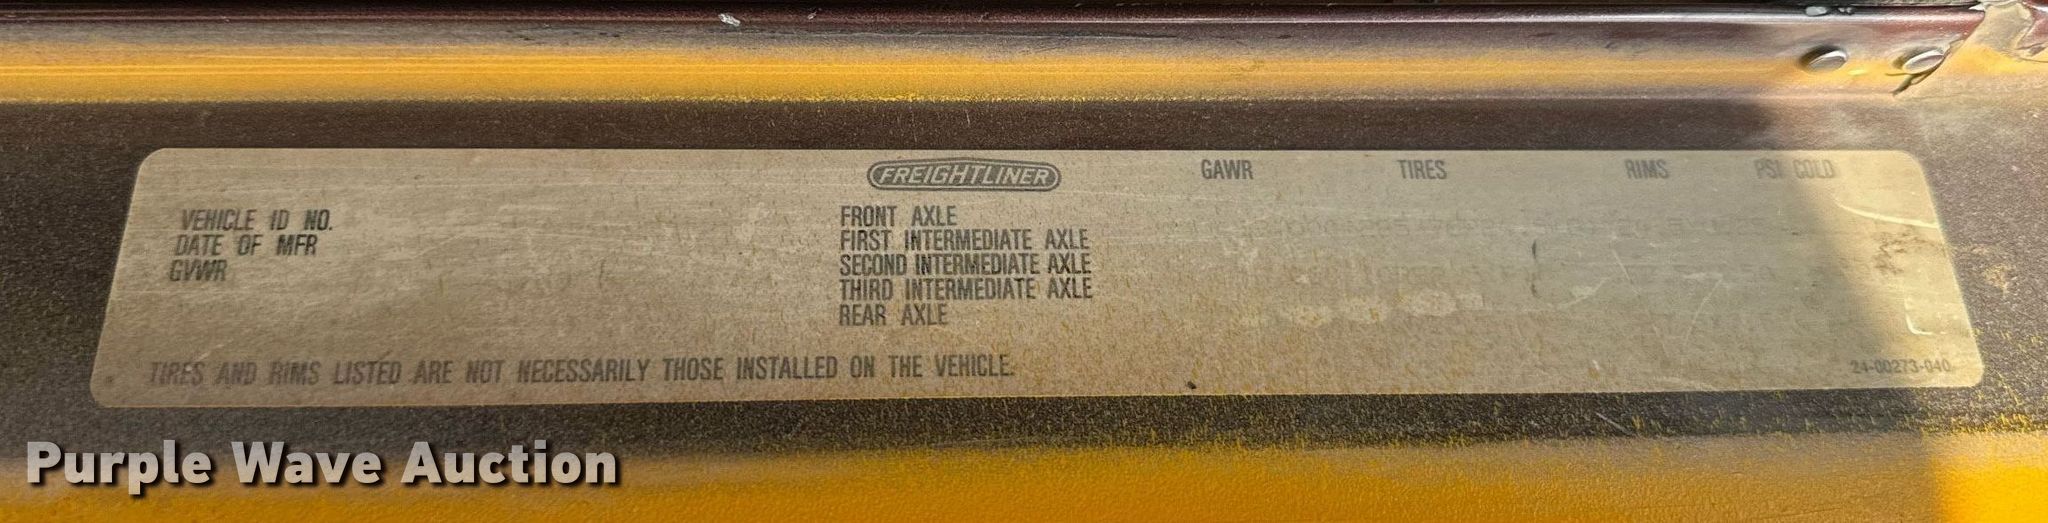 FREIGHTLINER GAWR TIRES RIMS PSI COLD
VEHICLE ID NO.
DATE OF MFR
GVWR
FRONT AXLE
FIRST INTERMEDIATE AXLE
SECOND INTERMEDIATE AXLE
THIRD INTERMEDIATE AXLE
REAR AXLE
TIRES AND RIMS LISTED ARE NOT NECESSARILY THOSE INSTALLED ON THE VEHICLE.
24-00273-040
Purple Wave Auction